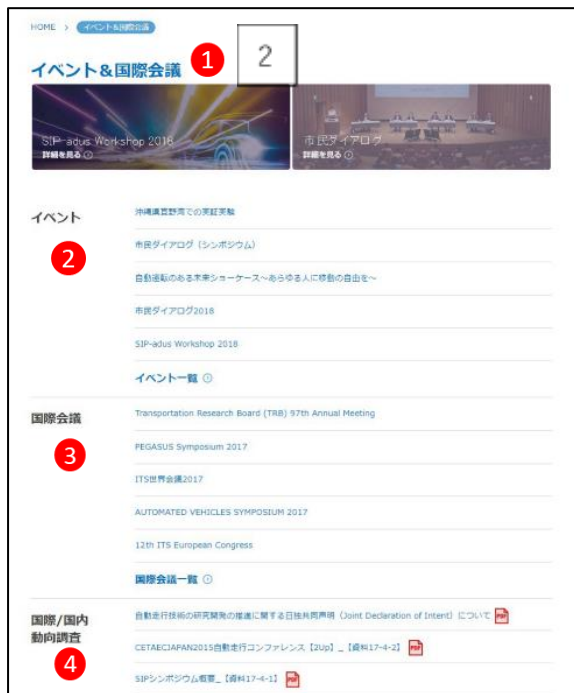 HOME > イベント&国際会議
イベント&国際会議 1 2
SIP-adus Workshop 2018
詳細を見る
市民ダイアログ
詳細を見る
イベント
2
沖縄県宜野湾での実証実験
市民ダイアログ（シンポジウム）
自動運転のある未来ショーケース～あらゆる人に移動の自由を～
市民ダイアログ2018
SIP-adus Workshop 2018
イベント一覧
国際会議
3
Transportation Research Board (TRB) 97th Annual Meeting
PEGASUS Symposium 2017
ITS世界会議2017
AUTOMATED VEHICLES SYMPOSIUM 2017
12th ITS European Congress
国際会議一覧
国際/国内
動向調査
4
自動走行技術の研究開発の推進に関する日独共同声明（Joint Declaration of Intent）について PDF
CETAECJAPAN2015自動走行コンファレンス【2Up】_【資料17-4-2】 PDF
SIPシンポジウム概要_【資料17-4-1】 PDF